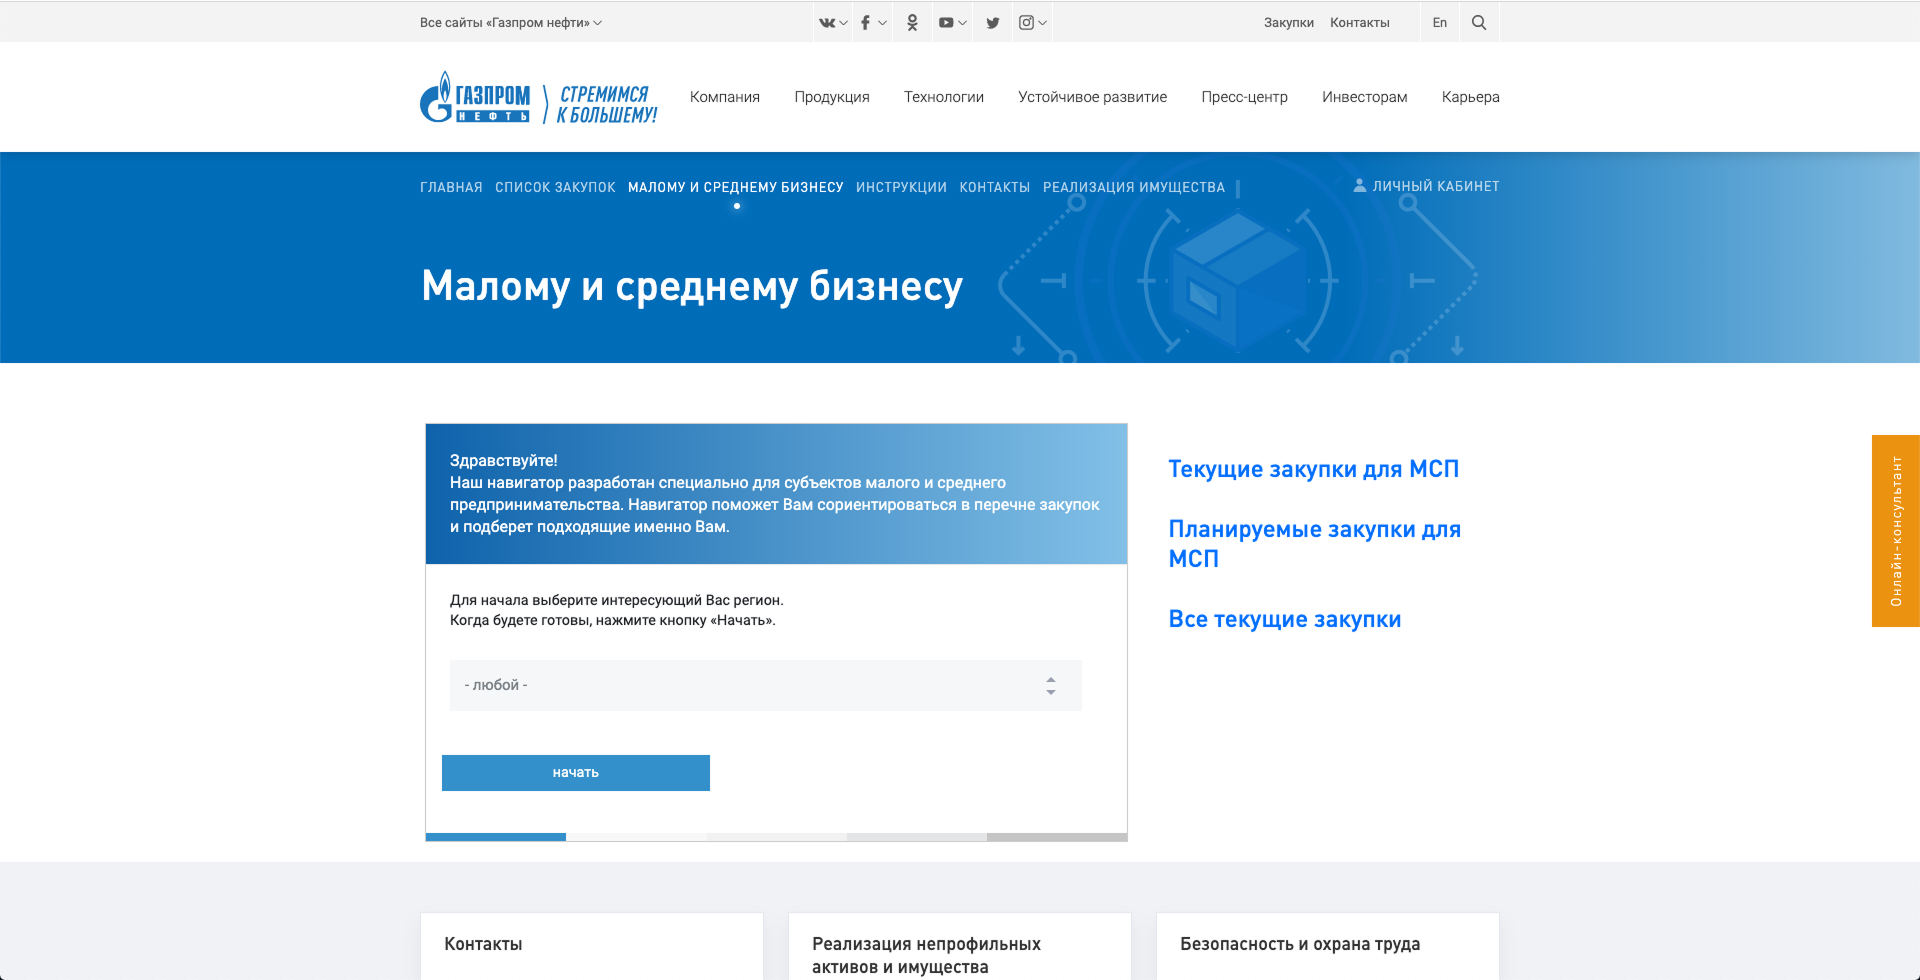 Все сайты «Газпром нефти»
Закупки Контакты En
ГАЗПРОМ
НЕФТЬ
СТРЕМИМСЯ
К БОЛЬШЕМУ!
Компания Продукция Технологии Устойчивое развитие Пресс-центр Инвесторам Карьера
ГЛАВНАЯ СПИСОК ЗАКУПОК МАЛОМУ И СРЕДНЕМУ БИЗНЕСУ ИНСТРУКЦИИ КОНТАКТЫ РЕАЛИЗАЦИЯ ИМУЩЕСТВА ЛИЧНЫЙ КАБИНЕТ
Малому и среднему бизнесу
Здравствуйте!
Наш навигатор разработан специально для субъектов малого и среднего
предпринимательства. Навигатор поможет Вам сориентироваться в перечне закупок
и подберет подходящие именно Вам.
Для начала выберите интересующий Вас регион.
Когда будете готовы, нажмите кнопку «Начать».
- любой -
начать
Текущие закупки для МСП
Планируемые закупки для
МСП
Все текущие закупки
Онлайн-консультант
Контакты
Реализация непрофильных
активов и имущества
Безопасность и охрана труда